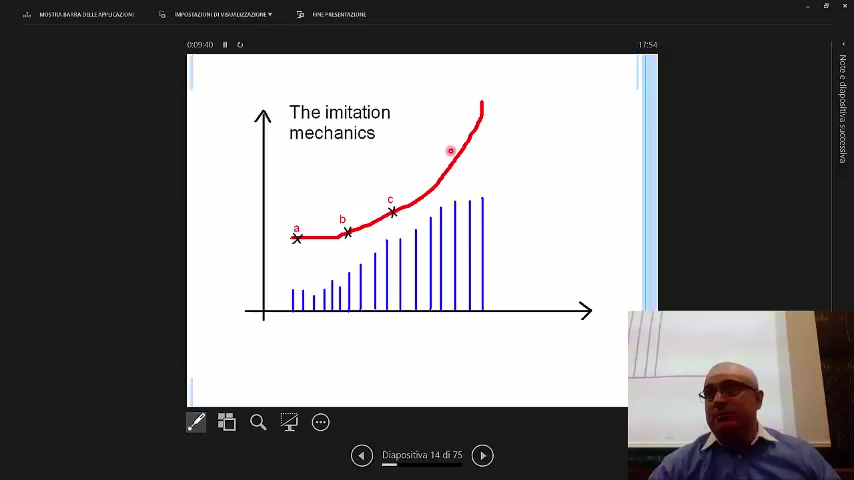 MOSTRA BARRA DELLE APPLICAZIONI
IMPOSTAZIONI DI VISUALIZZAZIONE
FINE PRESENTAZIONE
0:09:40
17:54
Note e diapositiva successiva
The imitation
mechanics
a
b
c
Diapositiva 14 di 75